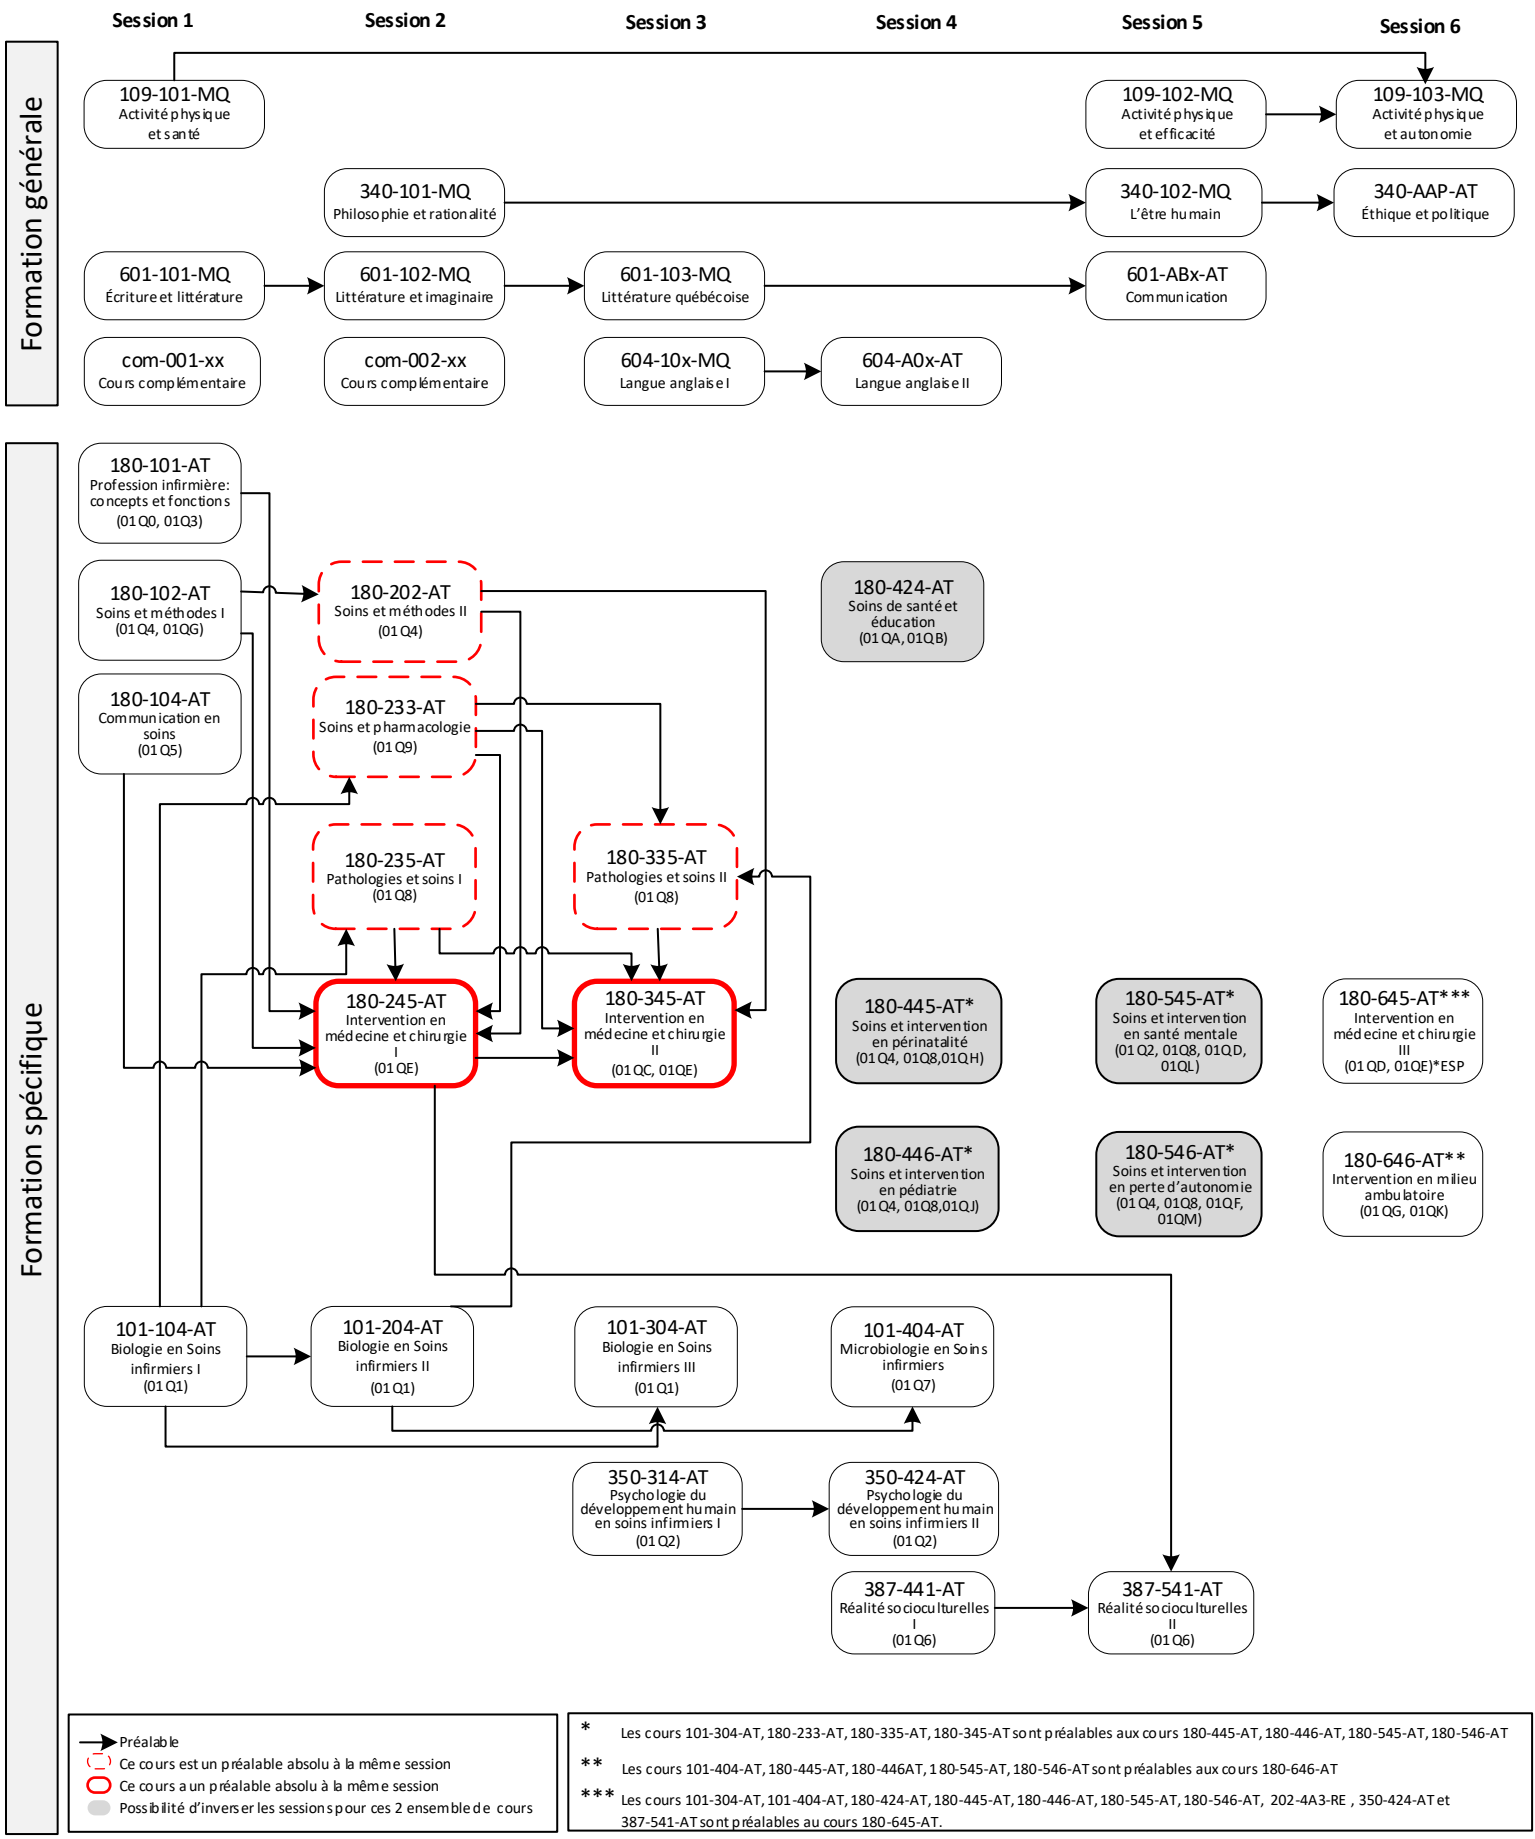 Session 1
Session 2
Session 3
Session 4
Session 5
Session 6
Formation générale
109-101-MQ
Activité physique
et santé
109-102-MQ
Activité physique
et efficacité
109-103-MQ
Activité physique
et autonomie
340-101-MQ
Philosophie et rationalité
340-102-MQ
L'être humain
340-AAP-AT
Éthique et politique
601-101-MQ
Écriture et littérature
601-102-MQ
Littérature et imaginaire
601-103-MQ
Littérature québécoise
601-ABx-AT
Communication
com-001-xx
Cours complémentaire
com-002-xx
Cours complémentaire
604-10x-MQ
Langue anglaise I
604-A0x-AT
Langue anglaise II
Formation spécifique
180-101-AT
Profession infirmière:
concepts et fonctions
(01Q0, 01Q3)
180-102-AT
Soins et méthodes I
(01Q4, 01QG)
180-202-AT
Soins et méthodes II
(01Q4)
180-424-AT
Soins de santé et
éducation
(01QA, 01QB)
180-104-AT
Communication en
soins
(01Q5)
180-233-AT
Soins et pharmacologie
(01Q9)
180-235-AT
Pathologies et soins I
(01Q8)
180-335-AT
Pathologies et soins II
(01Q8)
180-245-AT
Intervention en
médecine et chirurgie
I
(01QE)
180-345-AT
Intervention en
médecine et chirurgie
II
(01QC, 01QE)
180-445-AT*
Soins et intervention
en périnatalité
(01Q4, 01Q8,01QH)
180-545-AT*
Soins et intervention
en santé mentale
(01Q2, 01Q8, 01QD,
01QL)
180-645-AT***
Intervention en
médecine et chirurgie
III
(01QD, 01QE)*ESP
180-446-AT*
Soins et intervention
en pédiatrie
(01Q4, 01Q8,01QJ)
180-546-AT*
Soins et intervention
en perte d'autonomie
(01Q4, 01Q8, 01QF,
01QM)
180-646-AT**
Intervention en milieu
ambulatoire
(01QG, 01QK)
101-104-AT
Biologie en Soins
infirmiers I
(01Q1)
101-204-AT
Biologie en Soins
infirmiers II
(01Q1)
101-304-AT
Biologie en Soins
infirmiers III
(01Q1)
101-404-AT
Microbiologie en Soins
infirmiers
(01Q7)
350-314-AT
Psychologie du
développement humain
en soins infirmiers I
(01Q2)
350-424-AT
Psychologie du
développement humain
en soins infirmiers II
(01Q2)
387-441-AT
Réalité socioculturelles
I
(01Q6)
387-541-AT
Réalité socioculturelles
II
(01Q6)
Préalable
Ce cours est un préalable absolu à la même session
Ce cours a un préalable absolu à la même session
Possibilité d'inverser les sessions pour ces 2 ensemble de cours
* Les cours 101-304-AT, 180-233-AT, 180-335-AT, 180-345-AT sont préalables aux cours 180-445-AT, 180-446-AT, 180-545-AT, 180-546-AT
** Les cours 101-404-AT, 180-445-AT, 180-446AT, 180-545-AT, 180-546-AT sont préalables aux cours 180-646-AT
*** Les cours 101-304-AT, 101-404-AT, 180-424-AT, 180-445-AT, 180-446-AT, 180-545-AT, 180-546-AT, 202-4A3-RE , 350-424-AT et
387-541-AT sont préalables au cours 180-645-AT.